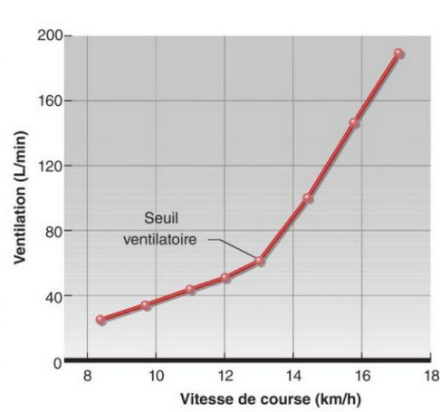 200
160
120
80
40
0
Ventilation (L/min)
Seuil
ventilatoire
8 10 12 14 16 18
Vitesse de course (km/h)